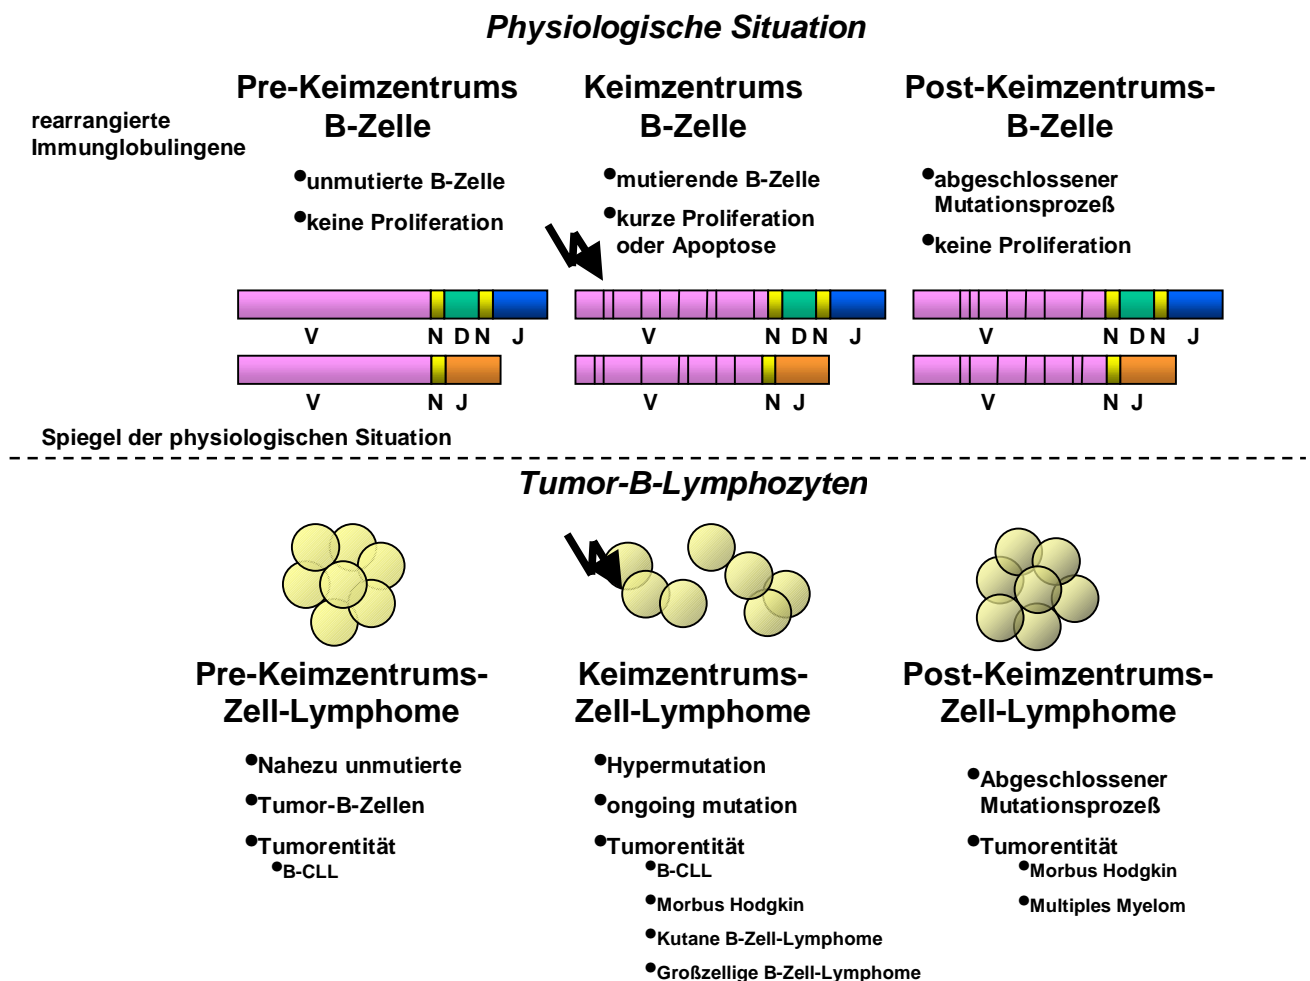 Physiologische Situation
rearrangierte
Immunglobulingene
Pre-Keimzentrums
B-Zelle
•unmutierte B-Zelle
•keine Proliferation
Keimzentrums
B-Zelle
•mutierende B-Zelle
•kurze Proliferation
oder Apoptose
Post-Keimzentrums-
B-Zelle
•abgeschlossener
Mutationsprozeß
•keine Proliferation
V N D N J
V N D N J
V N D N J
V N J
V N J
V N J
Spiegel der physiologischen Situation
Tumor-B-Lymphozyten
Pre-Keimzentrums-
Zell-Lymphome
•Nahezu unmutierte
•Tumor-B-Zellen
•Tumorentität
•B-CLL
Keimzentrums-
Zell-Lymphome
•Hypermutation
•ongoing mutation
•Tumorentität
•B-CLL
•Morbus Hodgkin
•Kutane B-Zell-Lymphome
•Großzellige B-Zell-Lymphome
Post-Keimzentrums-
Zell-Lymphome
•Abgeschlossener
Mutationsprozeß
•Tumorentität
•Morbus Hodgkin
•Multiples Myelom